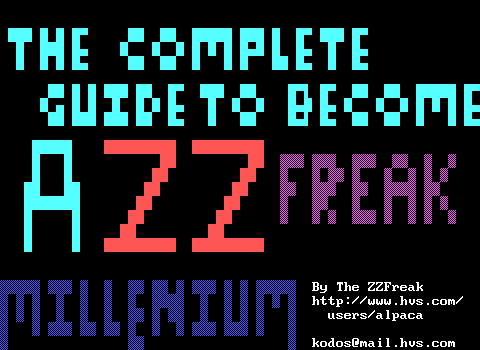 THE COMPLETE
GUIDE TO BECOME
A ZZ FREAK
MILLENIUM
By The ZZFreak
http://www.hvs.com/
users/alpaca
kodos@mail.hvs.com